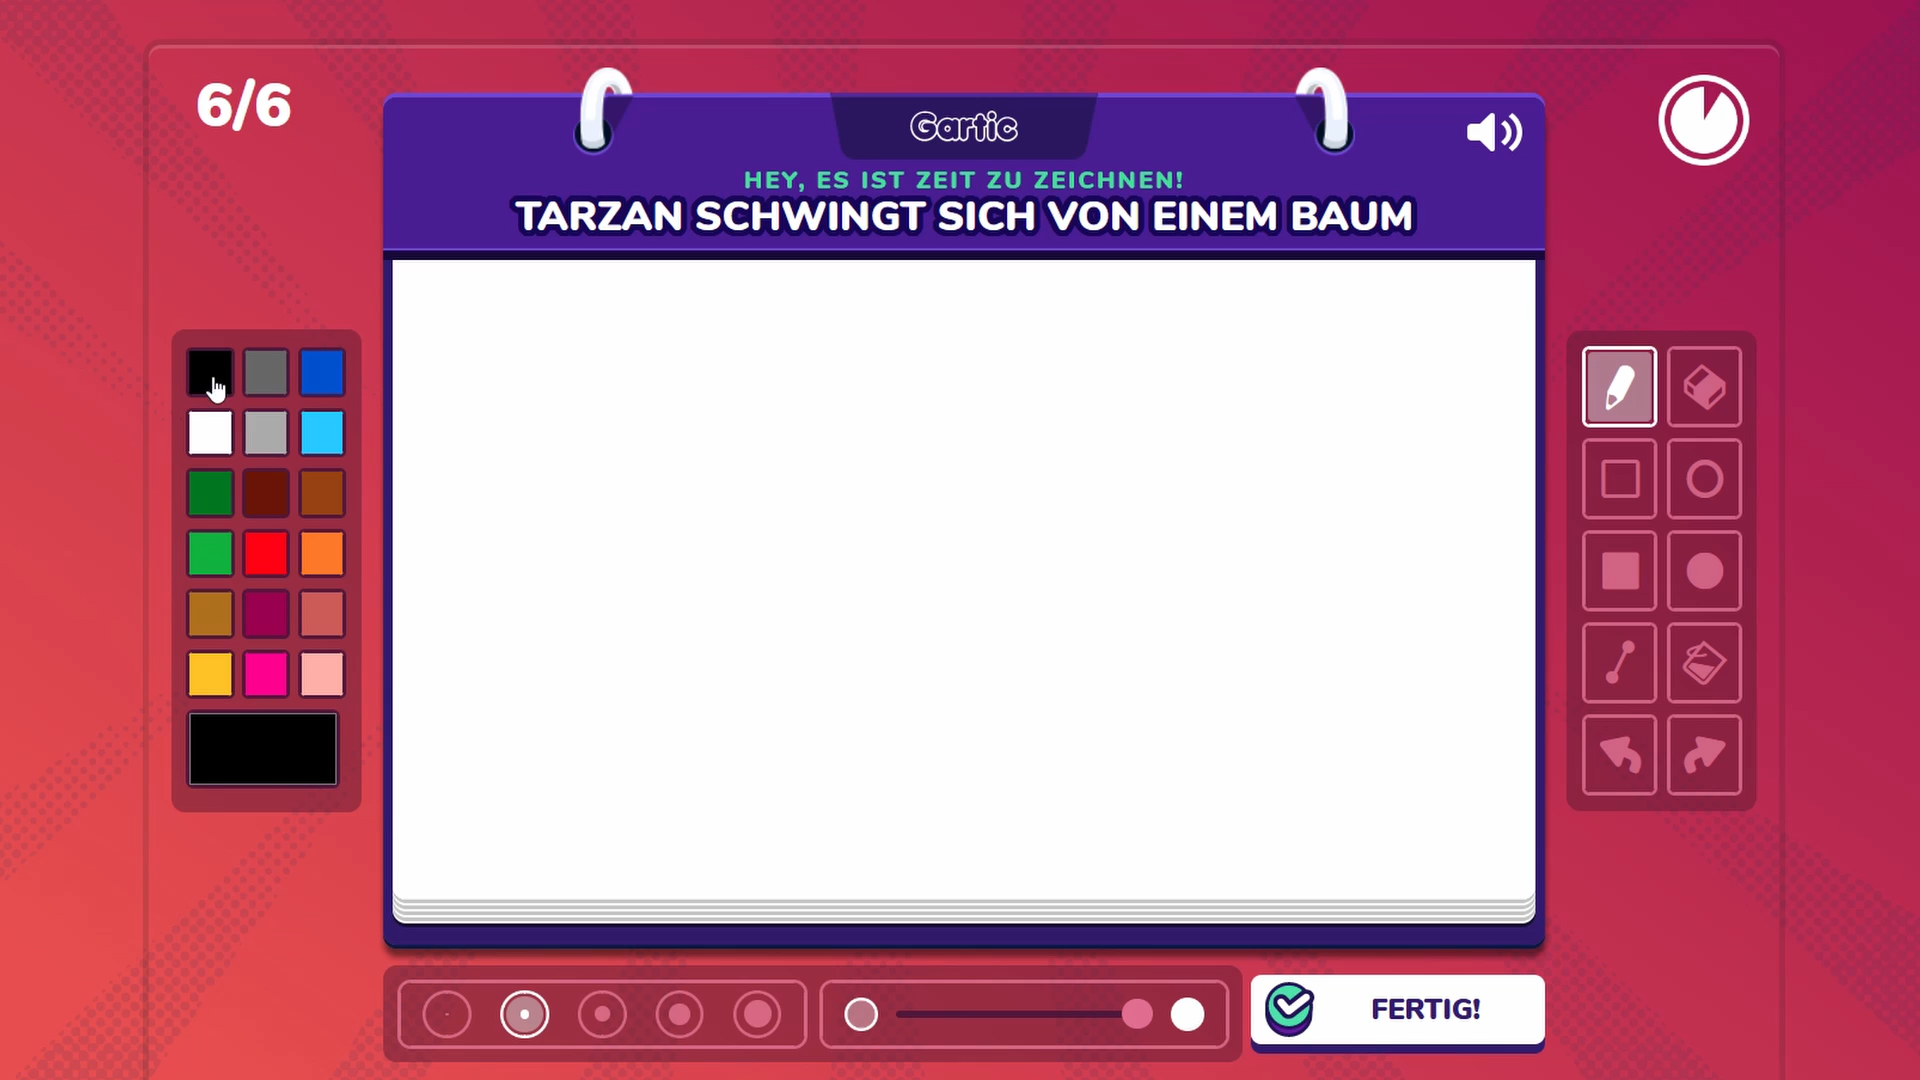 6/6
Gartic
HEY, ES IST ZEIT ZU ZEICHNEN!
TARZAN SCHWINGT SICH VON EINEM BAUM
FERTIG!